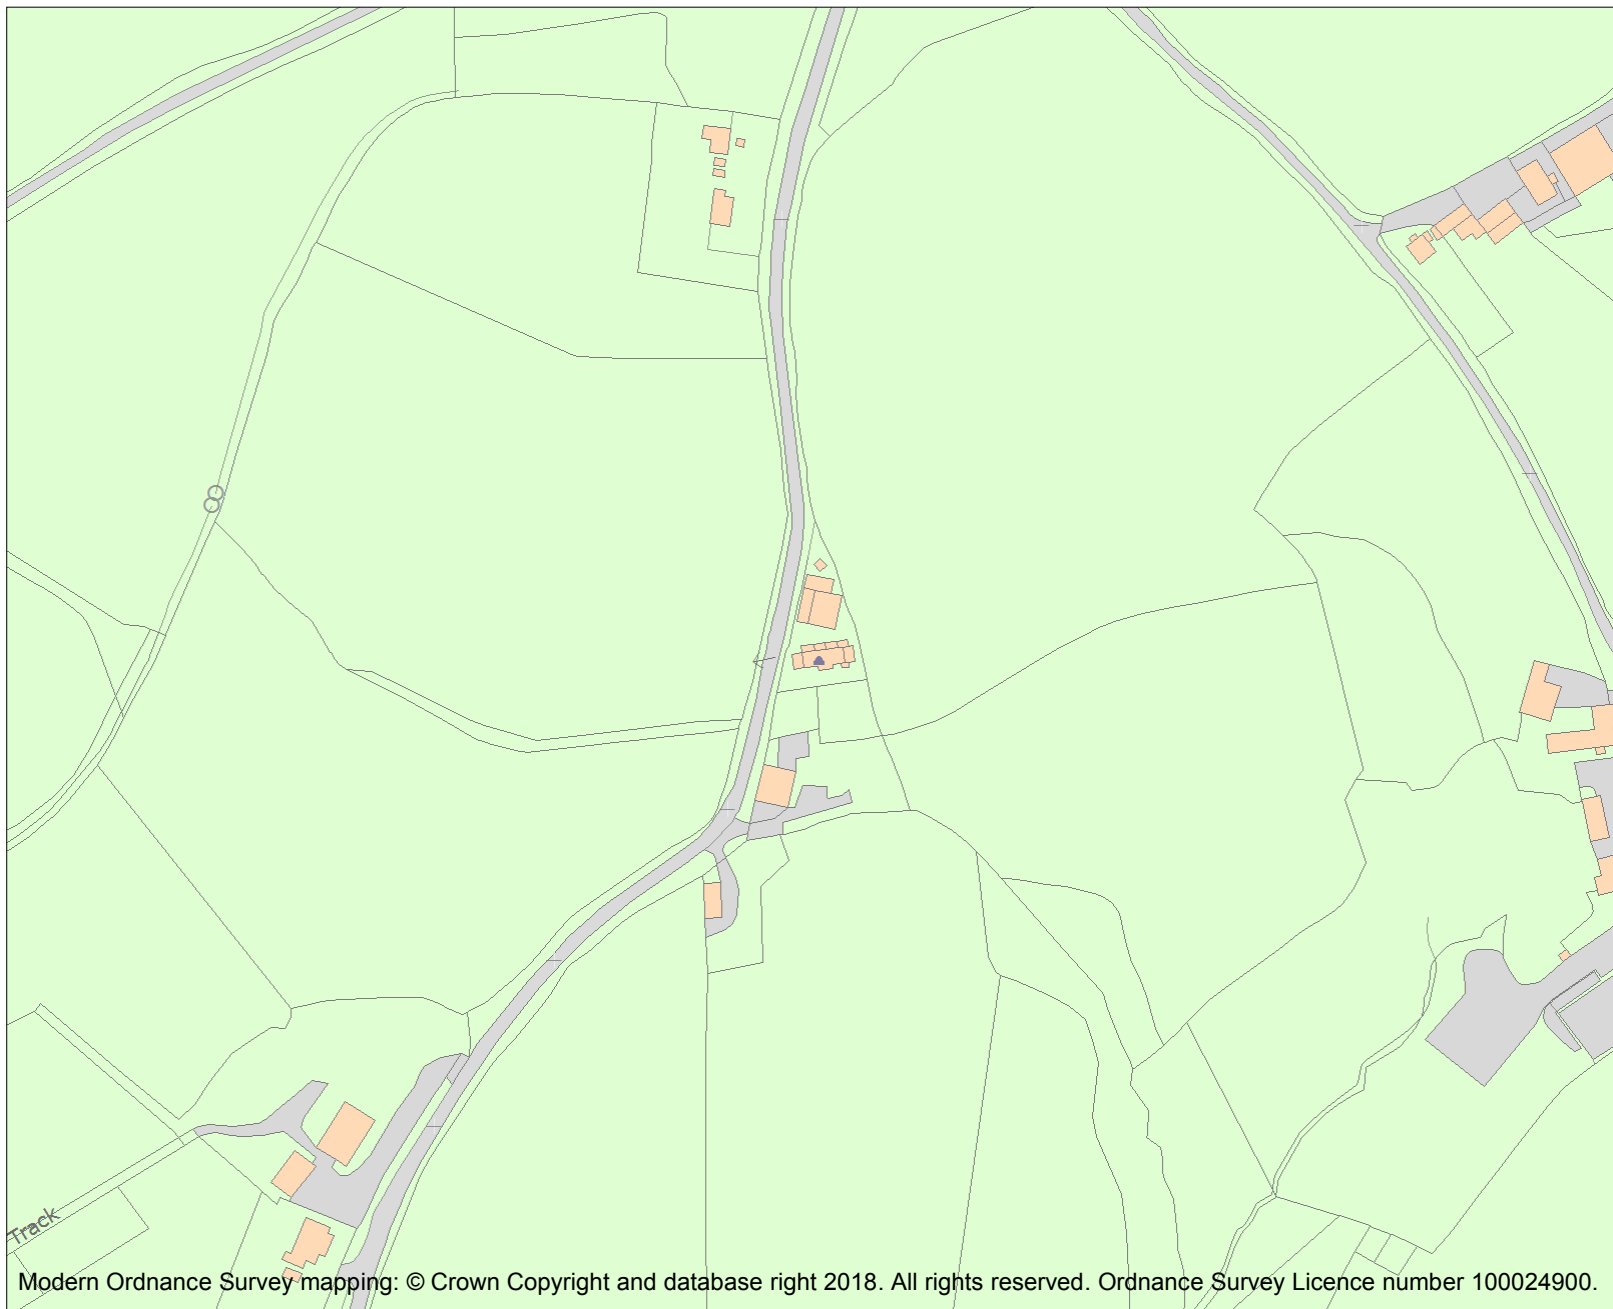 Track
Modern Ordnance Survey mapping: © Crown Copyright and database right 2018. All rights reserved. Ordnance Survey Licence number 100024900.